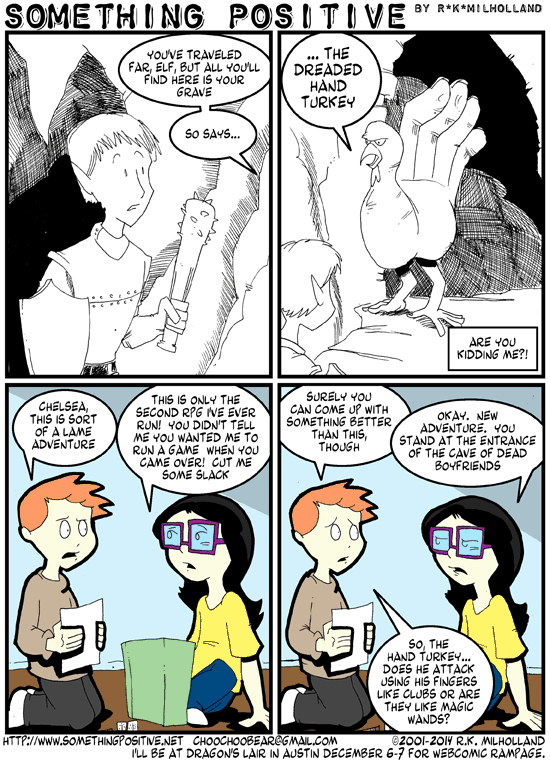 SOMETHING POSITIVE BY R*K*MILHOLLAND
YOU'VE TRAVELED
FAR, ELF, BUT ALL YOU'LL
FIND HERE IS YOUR
GRAVE
SO SAYS...
... THE
DREADED
HAND
TURKEY
ARE YOU
KIDDING ME?!
CHELSEA,
THIS IS SORT
OF A LAME
ADVENTURE
THIS IS ONLY THE
SECOND RPG I'VE EVER
RUN! YOU DIDN'T TELL
ME YOU WANTED ME TO
RUN A GAME WHEN YOU
CAME OVER! CUT ME
SOME SLACK
SURELY YOU
CAN COME UP WITH
SOMETHING BETTER
THAN THIS,
THOUGH
OKAY. NEW
ADVENTURE. YOU
STAND AT THE ENTRANCE
OF THE CAVE OF DEAD
BOYFRIENDS
SO, THE
HAND TURKEY...
DOES HE ATTACK
USING HIS FINGERS
LIKE CLUBS OR ARE
THEY LIKE MAGIC
WANDS?
HTTP://WWW.SOMETHINGPOSITIVE.NET CHOOCHOOBEAR@GMAIL.COM ©2001-2014 R.K. MILHOLLAND
I'LL BE AT DRAGON'S LAIR IN AUSTIN DECEMBER 6-7 FOR WEBCOMIC RAMPAGE.